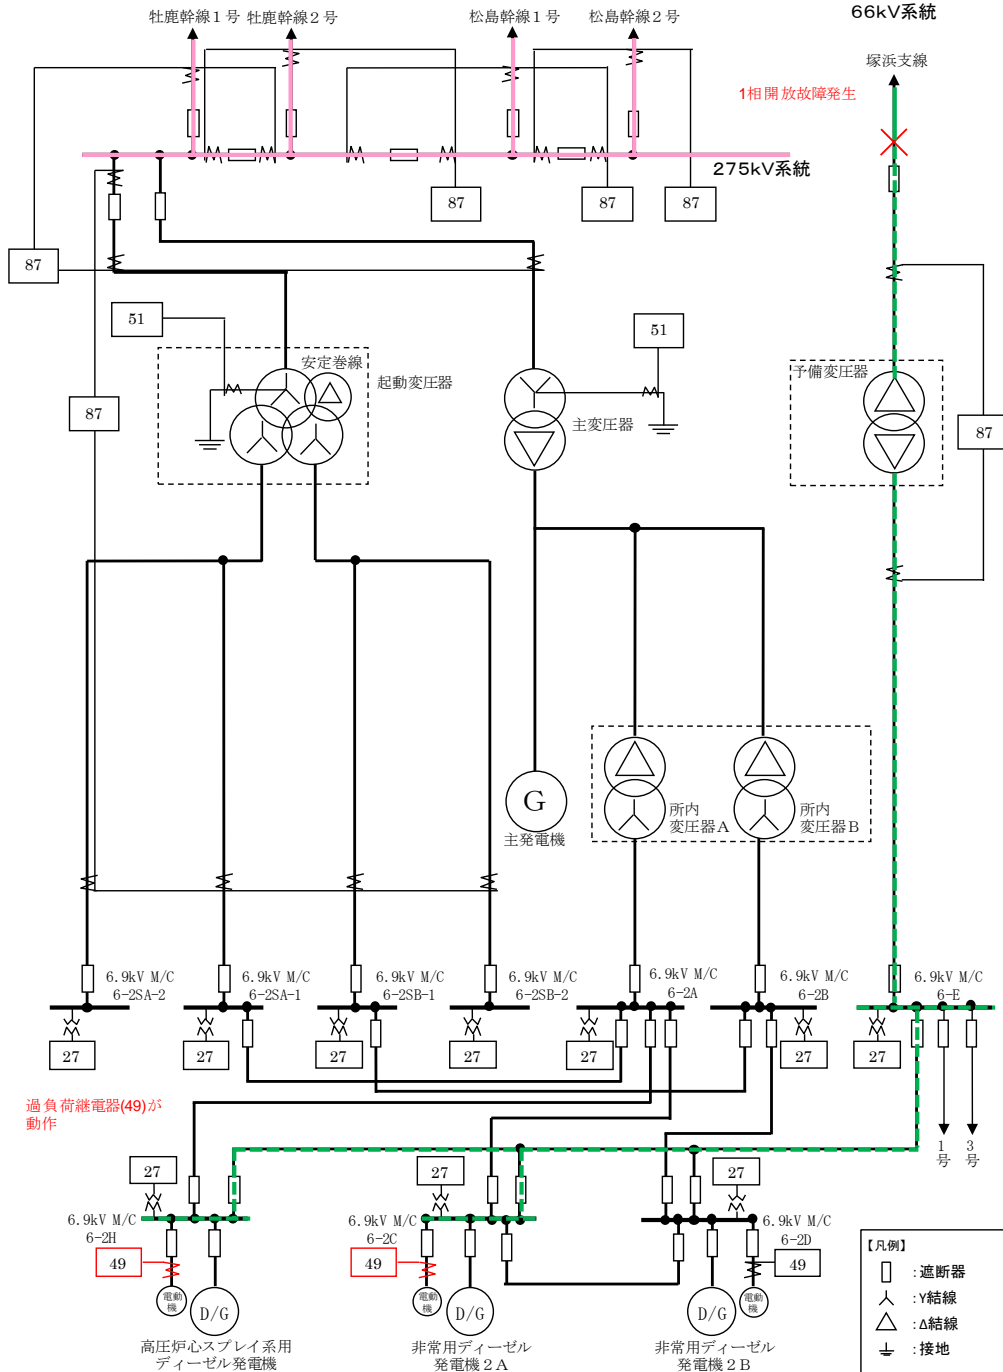 66kV系統
牡鹿幹線1号
牡鹿幹線2号
松島幹線1号
松島幹線2号
塚浜支線
1相開放故障発生
275kV系統
87
87
87
87
51
51
安定巻線
起動変圧器
主変圧器
予備変圧器
87
87
G
主発電機
所内
変圧器A
所内
変圧器B
6.9kV M/C
6-2SA-2
6.9kV M/C
6-2SA-1
6.9kV M/C
6-2SB-1
6.9kV M/C
6-2SB-2
6.9kV M/C
6-2A
6.9kV M/C
6-2B
6.9kV M/C
6-E
27
27
27
27
27
27
27
過負荷継電器(49)が
動作
1
号
3
号
27
27
27
6.9kV M/C
6-2H
6.9kV M/C
6-2C
6.9kV M/C
6-2D
49
49
49
電動
機
D/G
電動
機
D/G
D/G
電動
機
高圧炉心スプレイ系用
ディーゼル発電機
非常用ディーゼル
発電機2A
非常用ディーゼル
発電機2B
【凡例】
:遮断器
:Y結線
:Δ結線
:接地